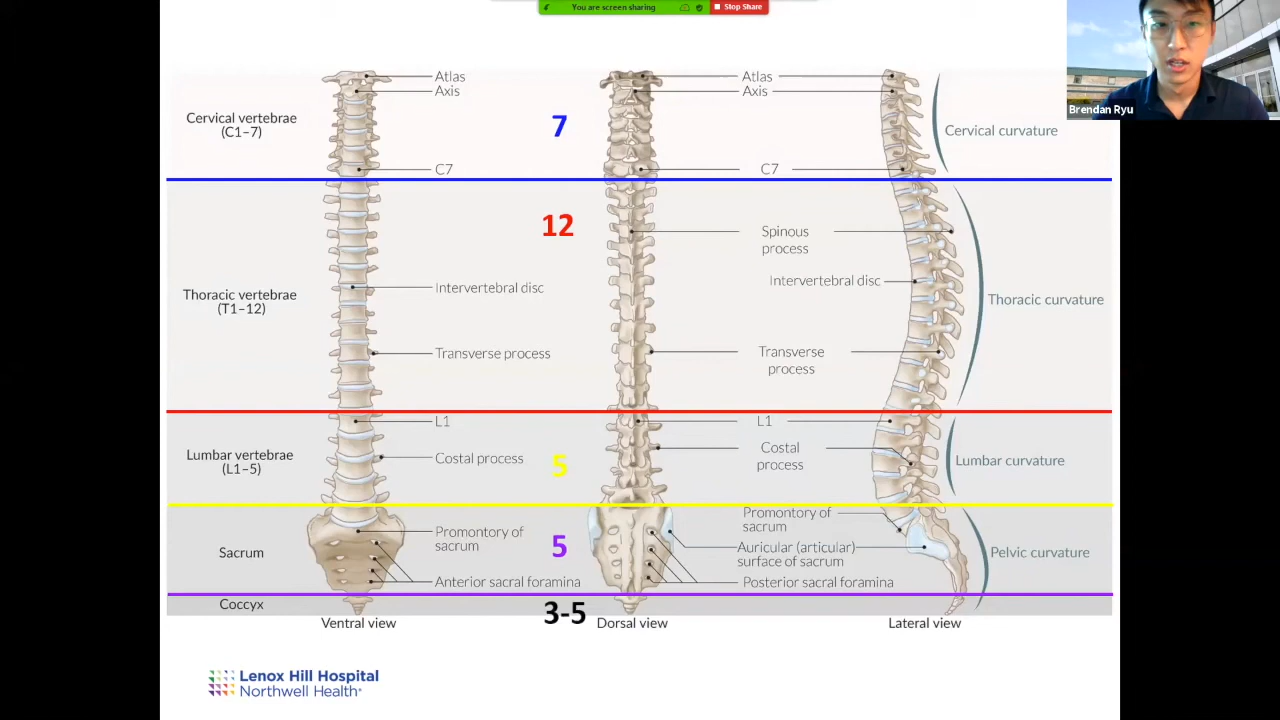 You are screen sharing
Stop Share
Brendan Ryu
Cervical vertebrae
(C1–7)
Atlas
Axis
C7
7
Atlas
Axis
C7
Cervical curvature
Thoracic vertebrae
(T1–12)
12
Intervertebral disc
Transverse process
Spinous
process
Intervertebral disc
Transverse
process
Thoracic curvature
Lumbar vertebrae
(L1–5)
L1
Costal process
5
L1
Costal
process
Lumbar curvature
Sacrum
Promontory of
sacrum
Anterior sacral foramina
5
Promontory of
sacrum
Auricular (articular)
surface of sacrum
Posterior sacral foramina
Pelvic curvature
Coccyx
3-5
Ventral view
Dorsal view
Lateral view
Lenox Hill Hospital
Northwell Health